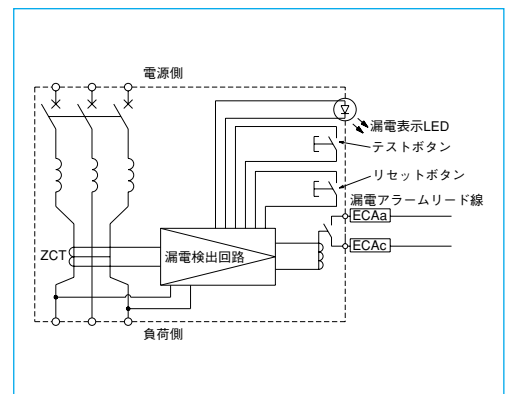 電源側
漏電表示LED
テストボタン
リセットボタン
漏電アラームリード線
ECAa
ZCT
漏電検出回路
ECAc
負荷側